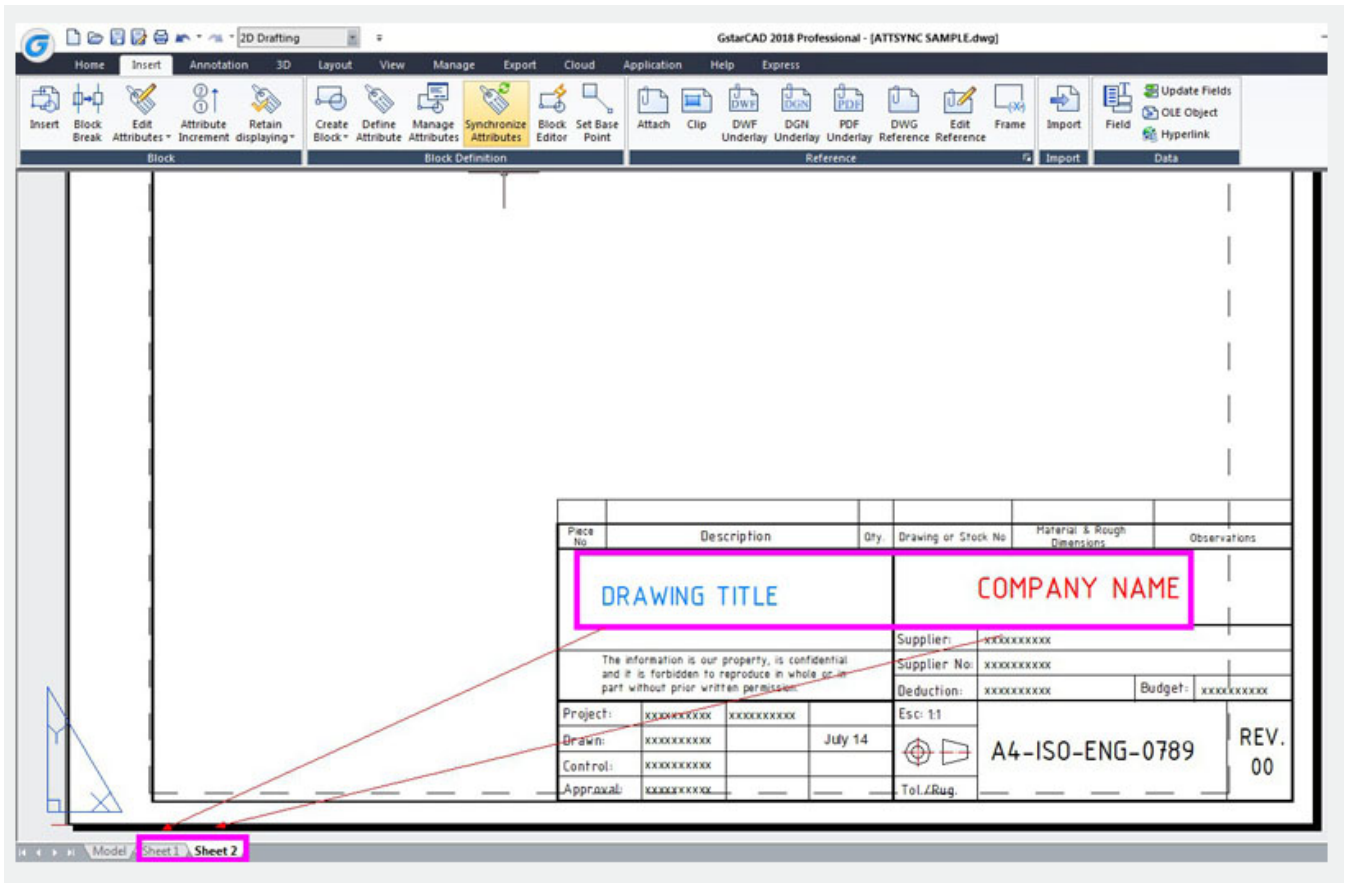 2D Drafting
GstarCAD 2018 Professional - [ATTSYNC SAMPLE.dwg]
Home Insert Annotation 3D Layout View Manage Export Cloud Application Help Express
Insert
Block Break
Edit Attributes
Attribute Increment
Retain displaying
Create Block
Define Attribute
Manage Attributes
Synchronize Attributes
Block Editor
Set Base Point
Attach
Clip
DWF Underlay
DGN Underlay
PDF Underlay
DWG Reference
Edit Reference
Frame
Import
Field
Update Fields
OLE Object
Hyperlink
Block
Block Definition
Reference
Import
Data
Piece No
Description
Qty.
Drawing or Stock No
Material & Rough Dimensions
Observations
DRAWING TITLE
COMPANY NAME
The information is our property, is confidential
and it is forbidden to reproduce in whole or in
part without prior written permission.
Supplier: xxxxxxxxxx
Supplier No: xxxxxxxxxx
Deduction: xxxxxxxxxx Budget: xxxxxxxxxx
Project: xxxxxxxxxx xxxxxxxxxx
Drawn: xxxxxxxxxx July 14
Control: xxxxxxxxxx
Approval: xxxxxxxxxx
Esc: 1:1
Tol./Rug.
A4-ISO-ENG-0789
REV.
00
Y
X
Model Sheet 1 Sheet 2